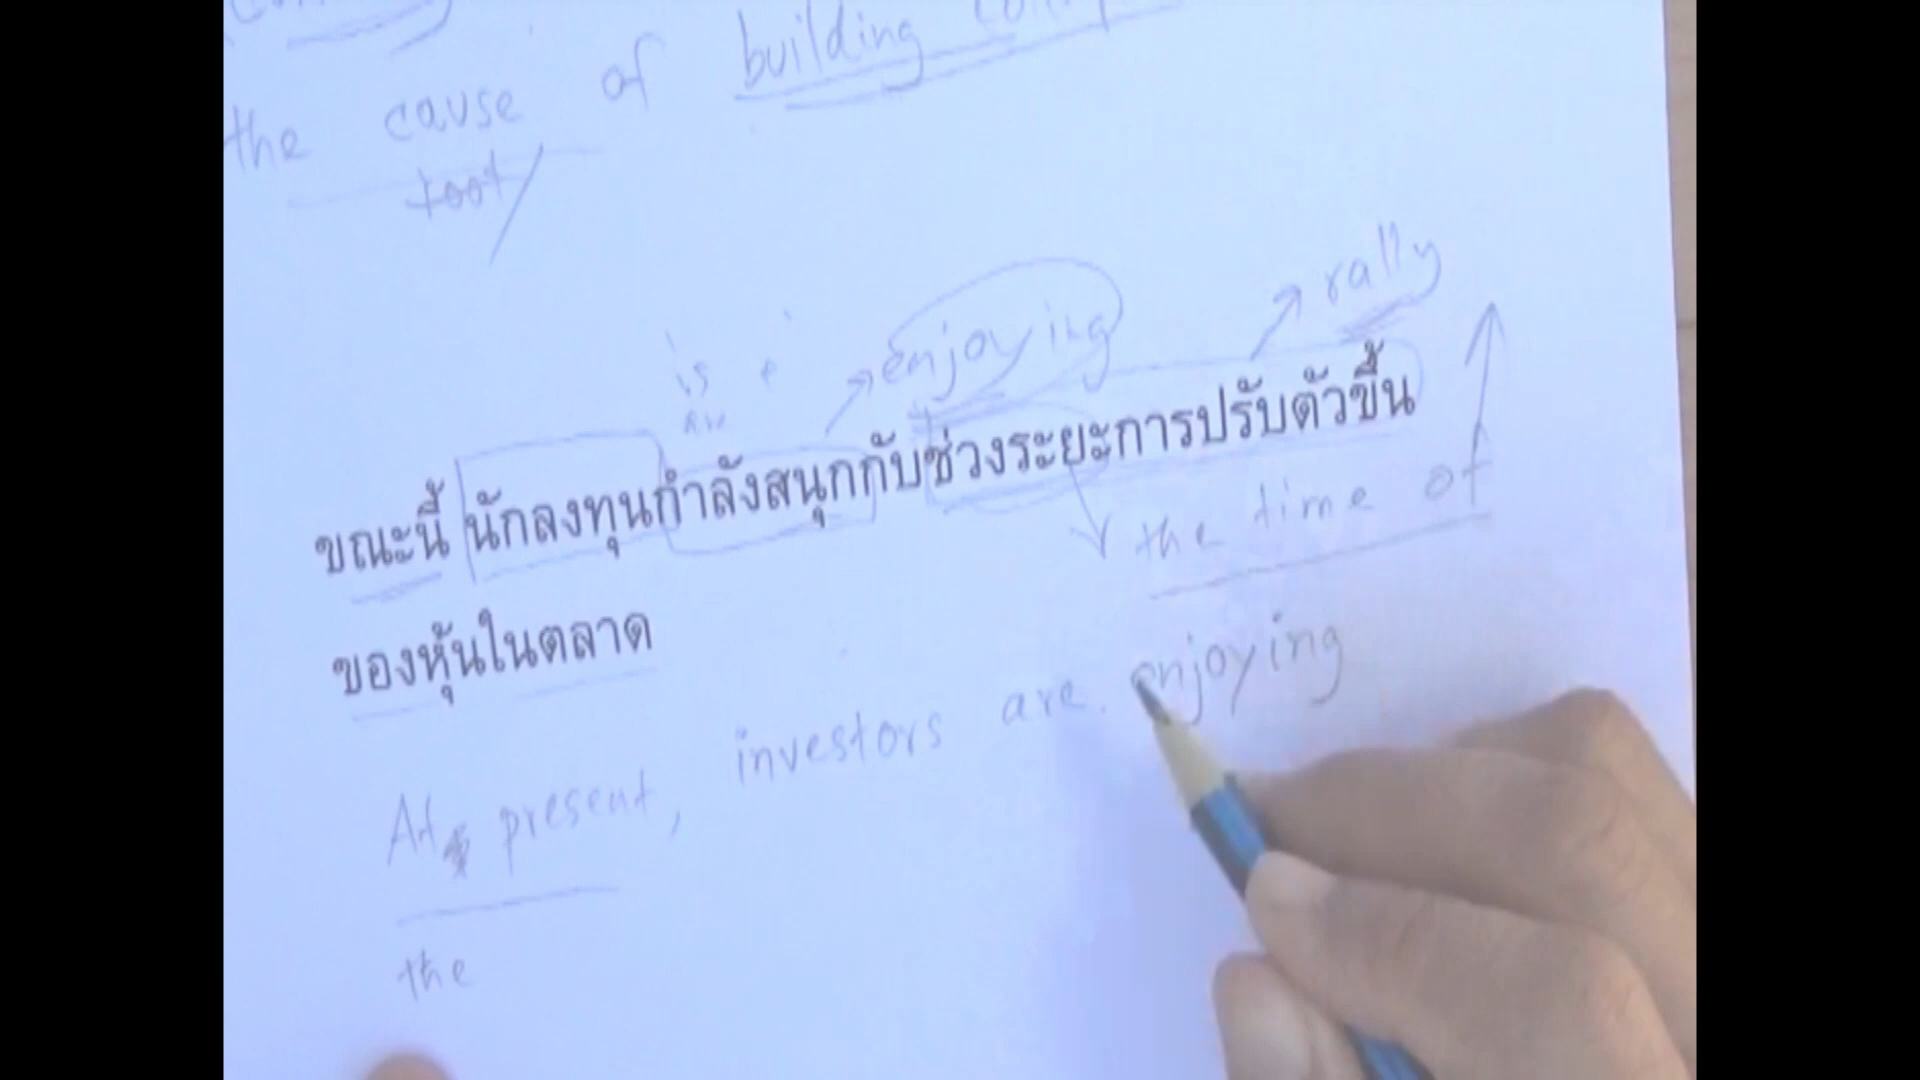 the cause of building
root
rally
is e enjoying
are
ขณะนี้ นักลงทุนกำลังสนุกกับช่วงระยะการปรับตัวขึ้น
the time of
ของหุ้นในตลาด
At present, investors are enjoying
the